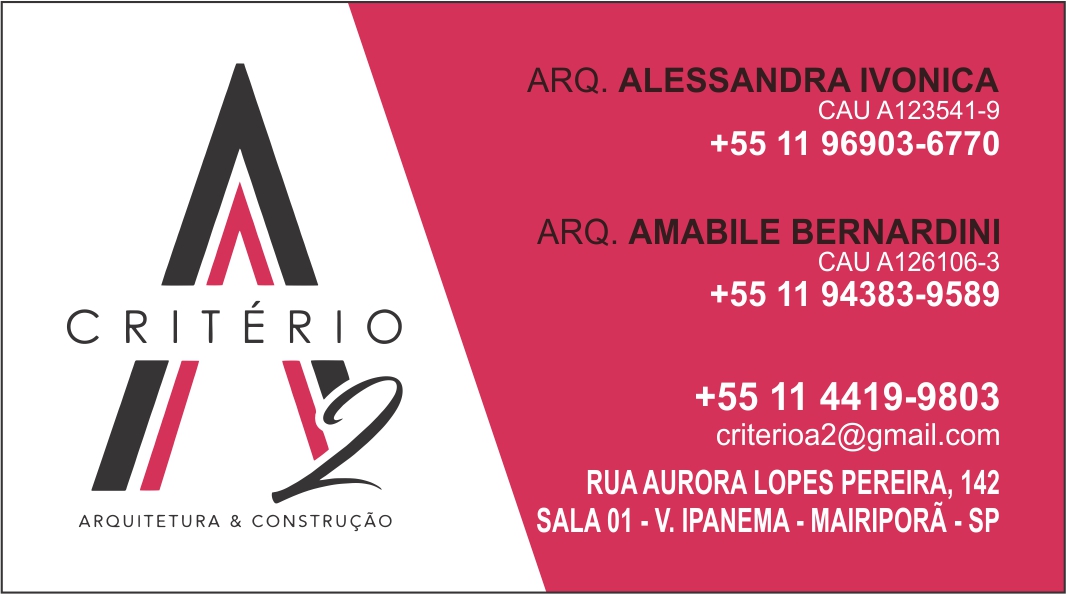 CRITÉRIO
A2
ARQUITETURA & CONSTRUÇÃO
ARQ. ALESSANDRA IVONICA
CAU A123541-9
+55 11 96903-6770
ARQ. AMABILE BERNARDINI
CAU A126106-3
+55 11 94383-9589
+55 11 4419-9803
criterioa2@gmail.com
RUA AURORA LOPES PEREIRA, 142
SALA 01 - V. IPANEMA - MAIRIPORÃ - SP